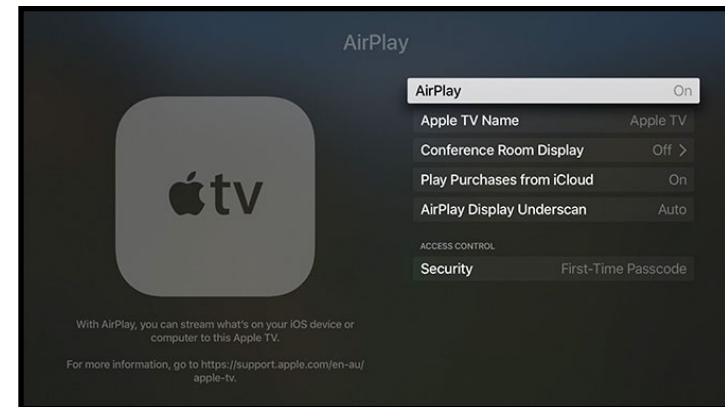 AirPlay
AirPlay On
Apple TV Name Apple TV
Conference Room Display Off >
Play Purchases from iCloud On
AirPlay Display Underscan Auto
ACCESS CONTROL
Security First-Time Passcode
tv
With AirPlay, you can stream what's on your iOS device or
computer to this Apple TV.
For more information, go to https://support.apple.com/en-au/
apple-tv.